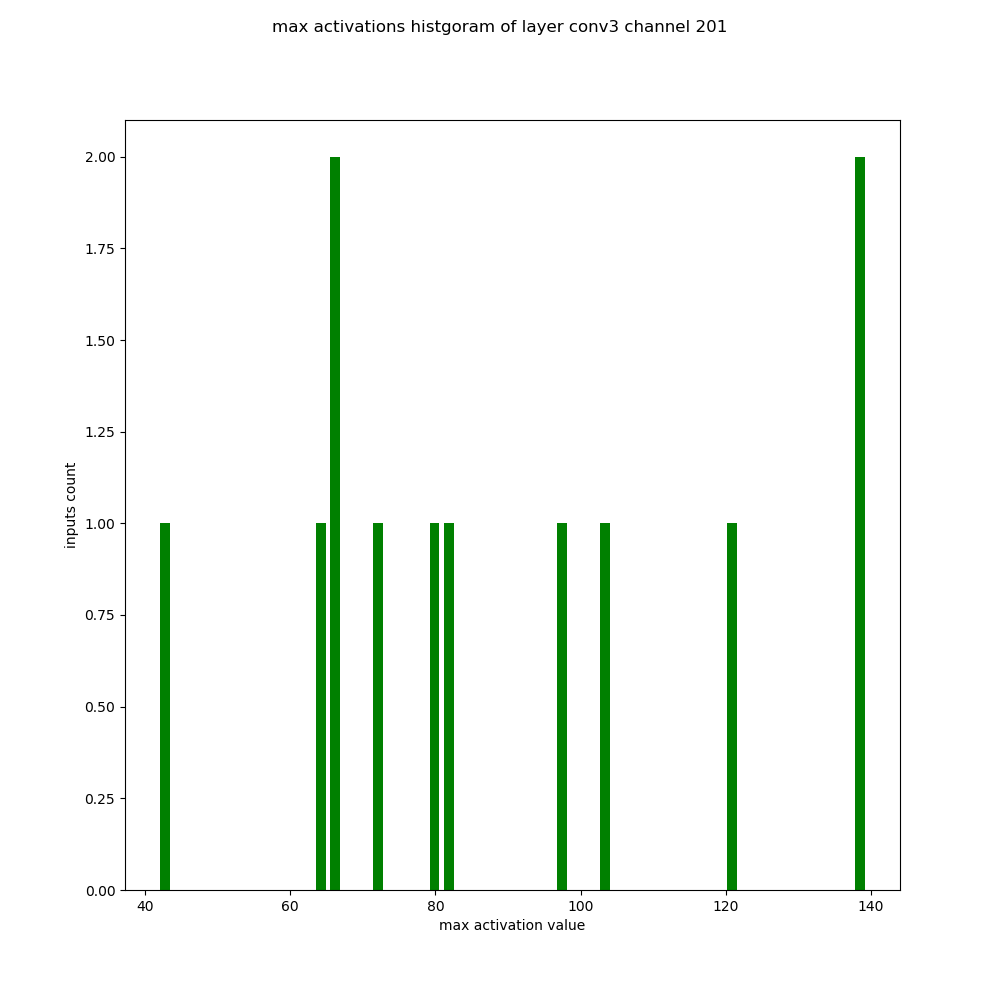 max activations histgoram of layer conv3 channel 201
2.00
1.75
1.50
1.25
1.00
0.75
0.50
0.25
0.00
inputs count
40 60 80 100 120 140
max activation value